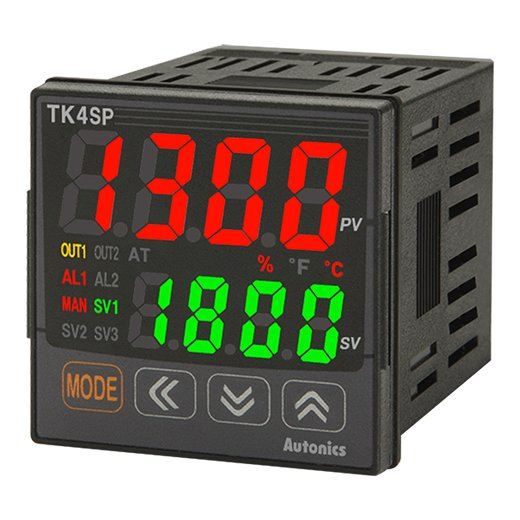 TK4SP
1300 PV
OUT1 OUT2 AT % °F °C
AL1 AL2
MAN SV1
1800 SV
SV2 SV3
MODE
Autonics